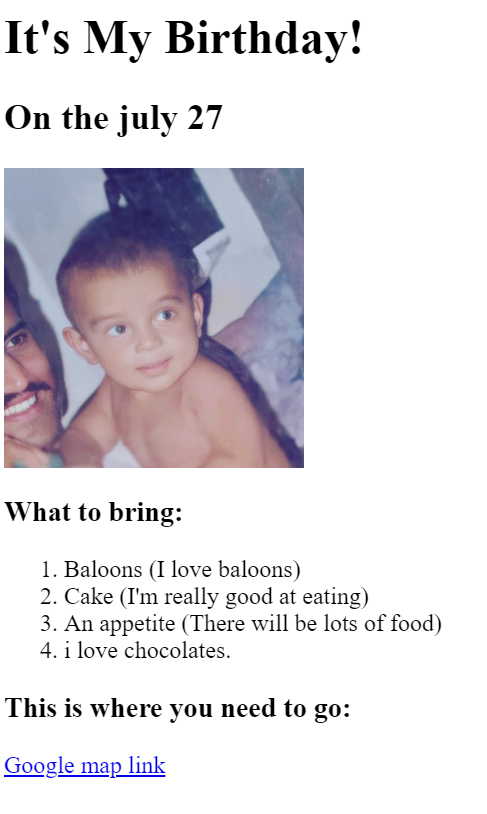 It's My Birthday!
On the july 27
What to bring:
1. Baloons (I love baloons)
2. Cake (I'm really good at eating)
3. An appetite (There will be lots of food)
4. i love chocolates.
This is where you need to go:
Google map link